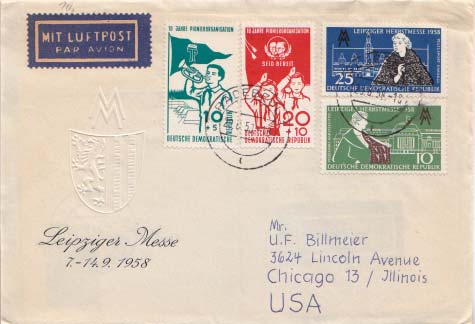 MIT LUFTPOST
PAR AVION
10 JAHRE PIONIERORGANISATION
10
+5
DEUTSCHE DEMOKRATISCHE
REPUBLIK
10 JAHRE PIONIERORGANISATION
SEID BEREIT
20
+10
DEUTSCHE DEMOKRATISCHE REPUBLIK
LEIPZIGER HERBSTMESSE 1958
25
DEUTSCHE DEMOKRATISCHE REPUBLIK
LEIPZIGER HERBSTMESSE 1958
DEUTSCHE DEMOKRATISCHE REPUBLIK
10
M
Leipziger Messe
7.-14.9. 1958
Mr.
U.F. Billmeier
3624 Lincoln Avenue
Chicago 13 / Illinois
USA